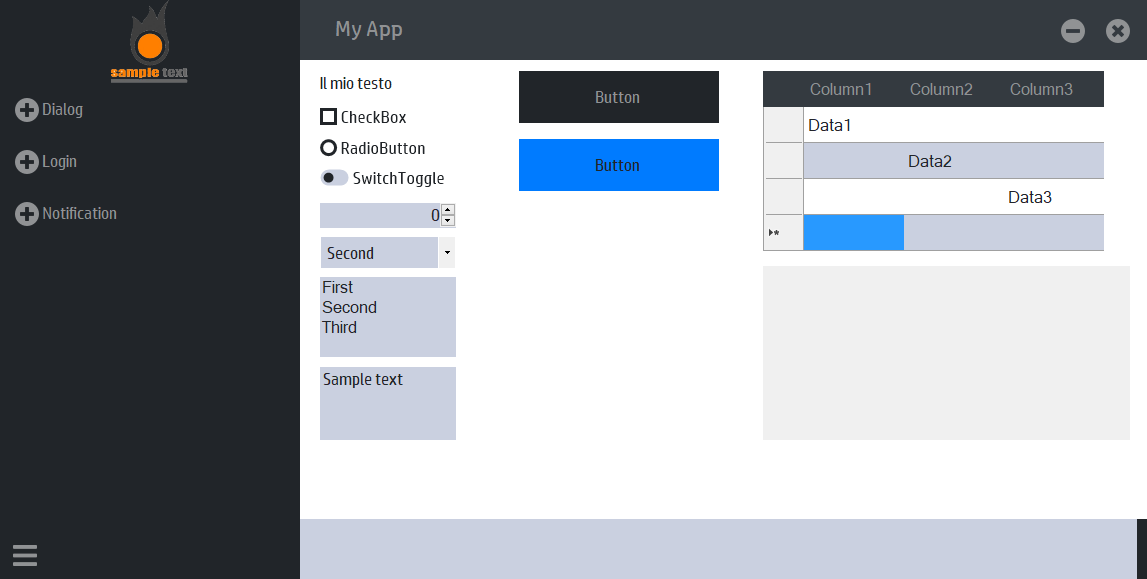 sample text
Dialog
Login
Notification
My App
Il mio testo
CheckBox
RadioButton
SwitchToggle
0
Second
First
Second
Third
Sample text
Button
Button
Column1 Column2 Column3
Data1
Data2
Data3